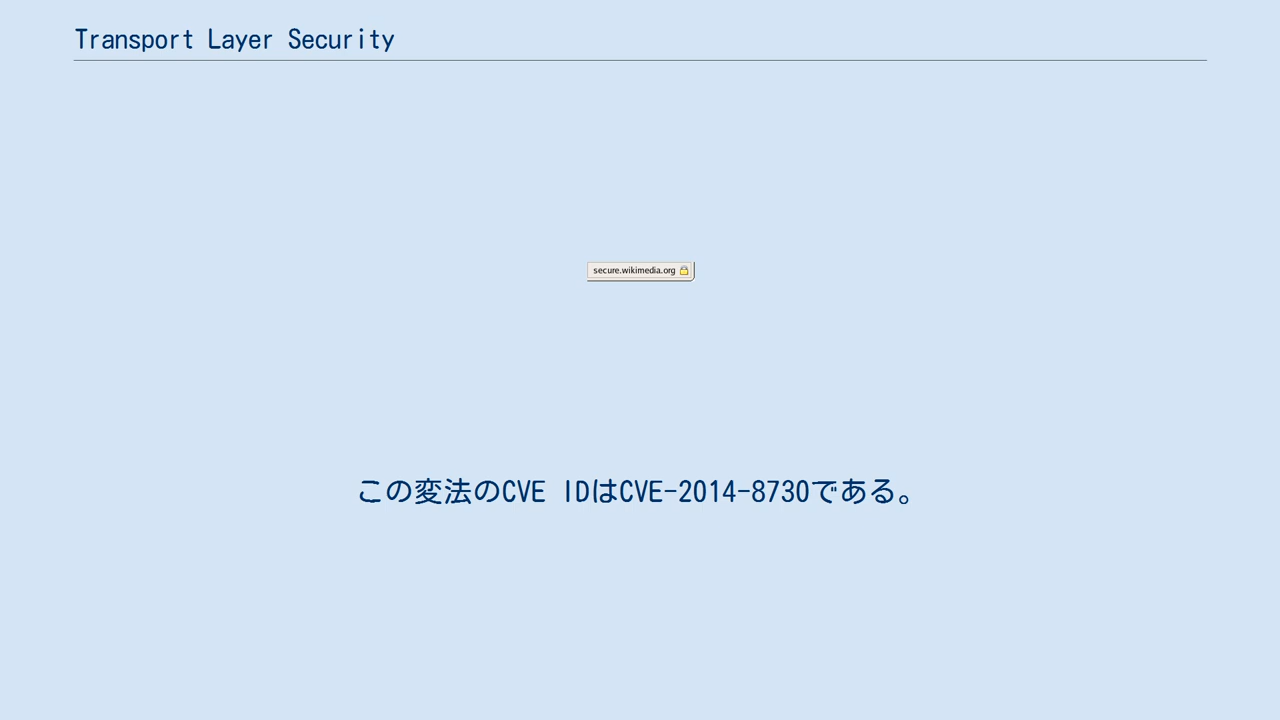 Transport Layer Security
secure.wikimedia.org
この変法のCVE IDはCVE-2014-8730である。